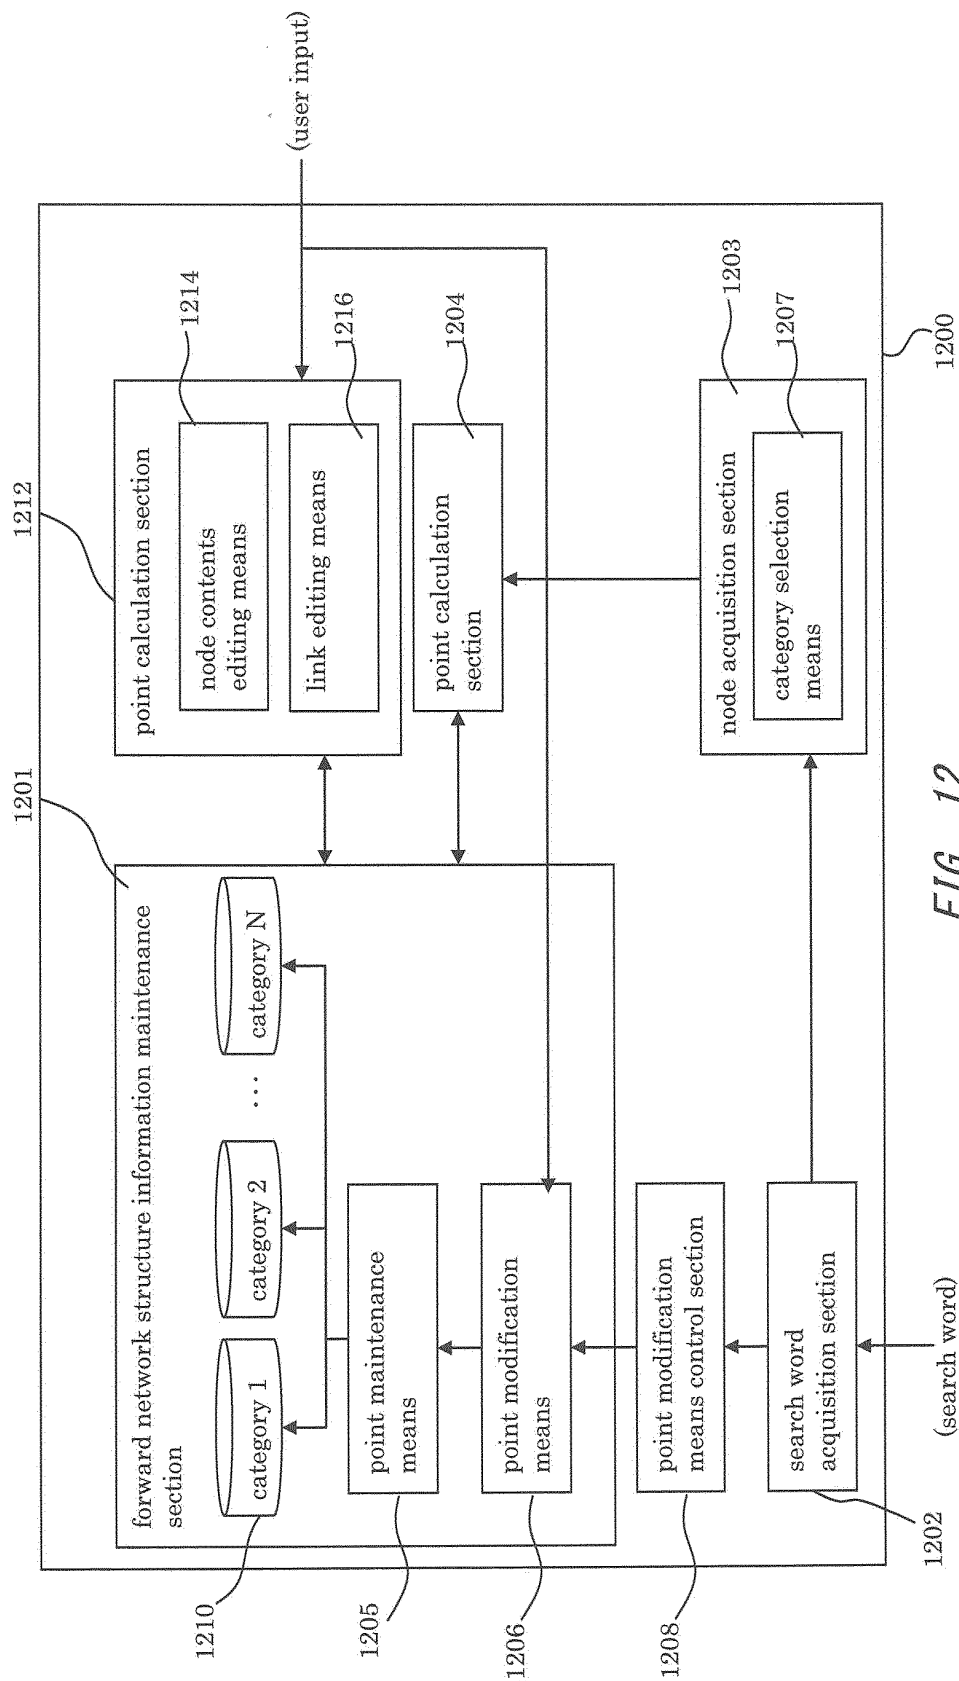 1201
1212
forward network structure information maintenance
section
category 1
category 2
...
category N
1210
point maintenance
means
1205
point modification
means
1206
point modification
means control section
1208
search word
acquisition section
1202
(search word)
point calculation section
node contents
editing means
1214
link editing means
1216
point calculation
section
1204
node acquisition section
1203
category selection
means
1207
(user input)
1200
FIG 12